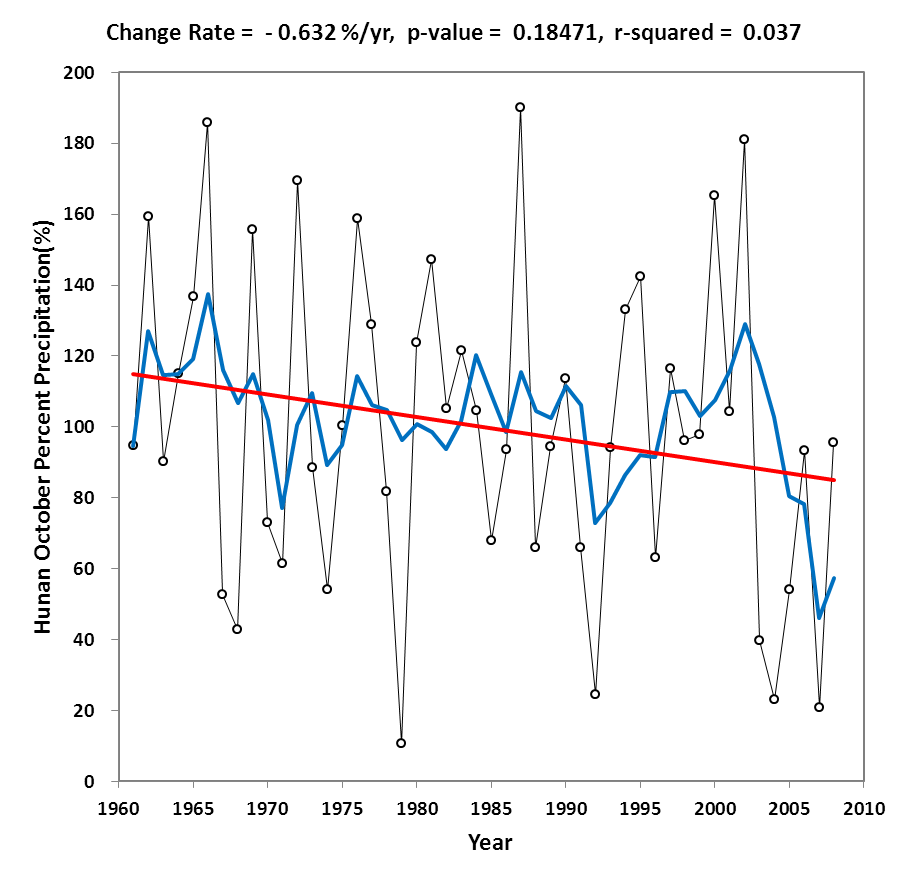 Change Rate = - 0.632 %/yr, p-value = 0.18471, r-squared = 0.037
200
180
160
140
120
100
80
60
40
20
0
Hunan October Percent Precipitation(%)
1960 1965 1970 1975 1980 1985 1990 1995 2000 2005 2010
Year